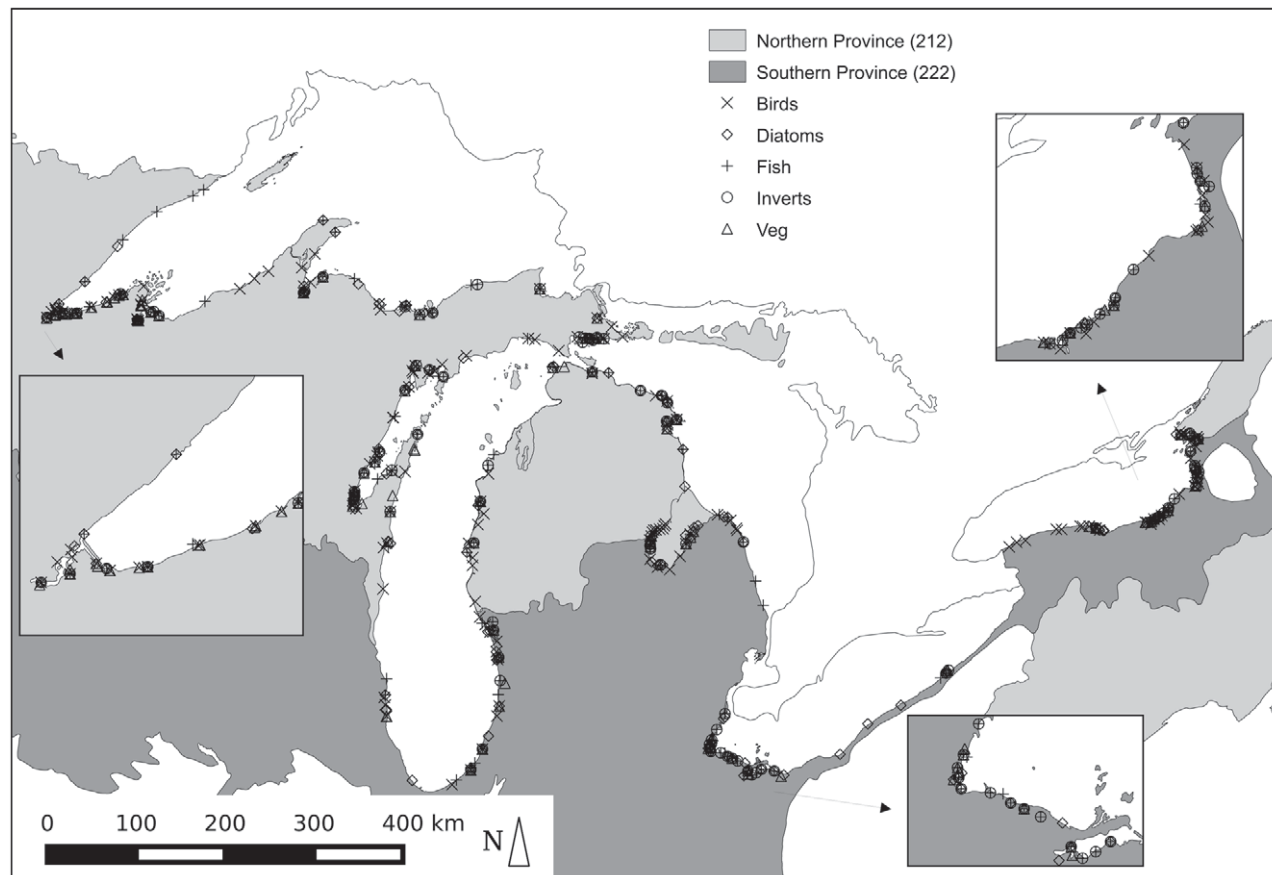 Northern Province (212)
Southern Province (222)
Birds
Diatoms
Fish
Inverts
Veg
0 100 200 300 400 km
N